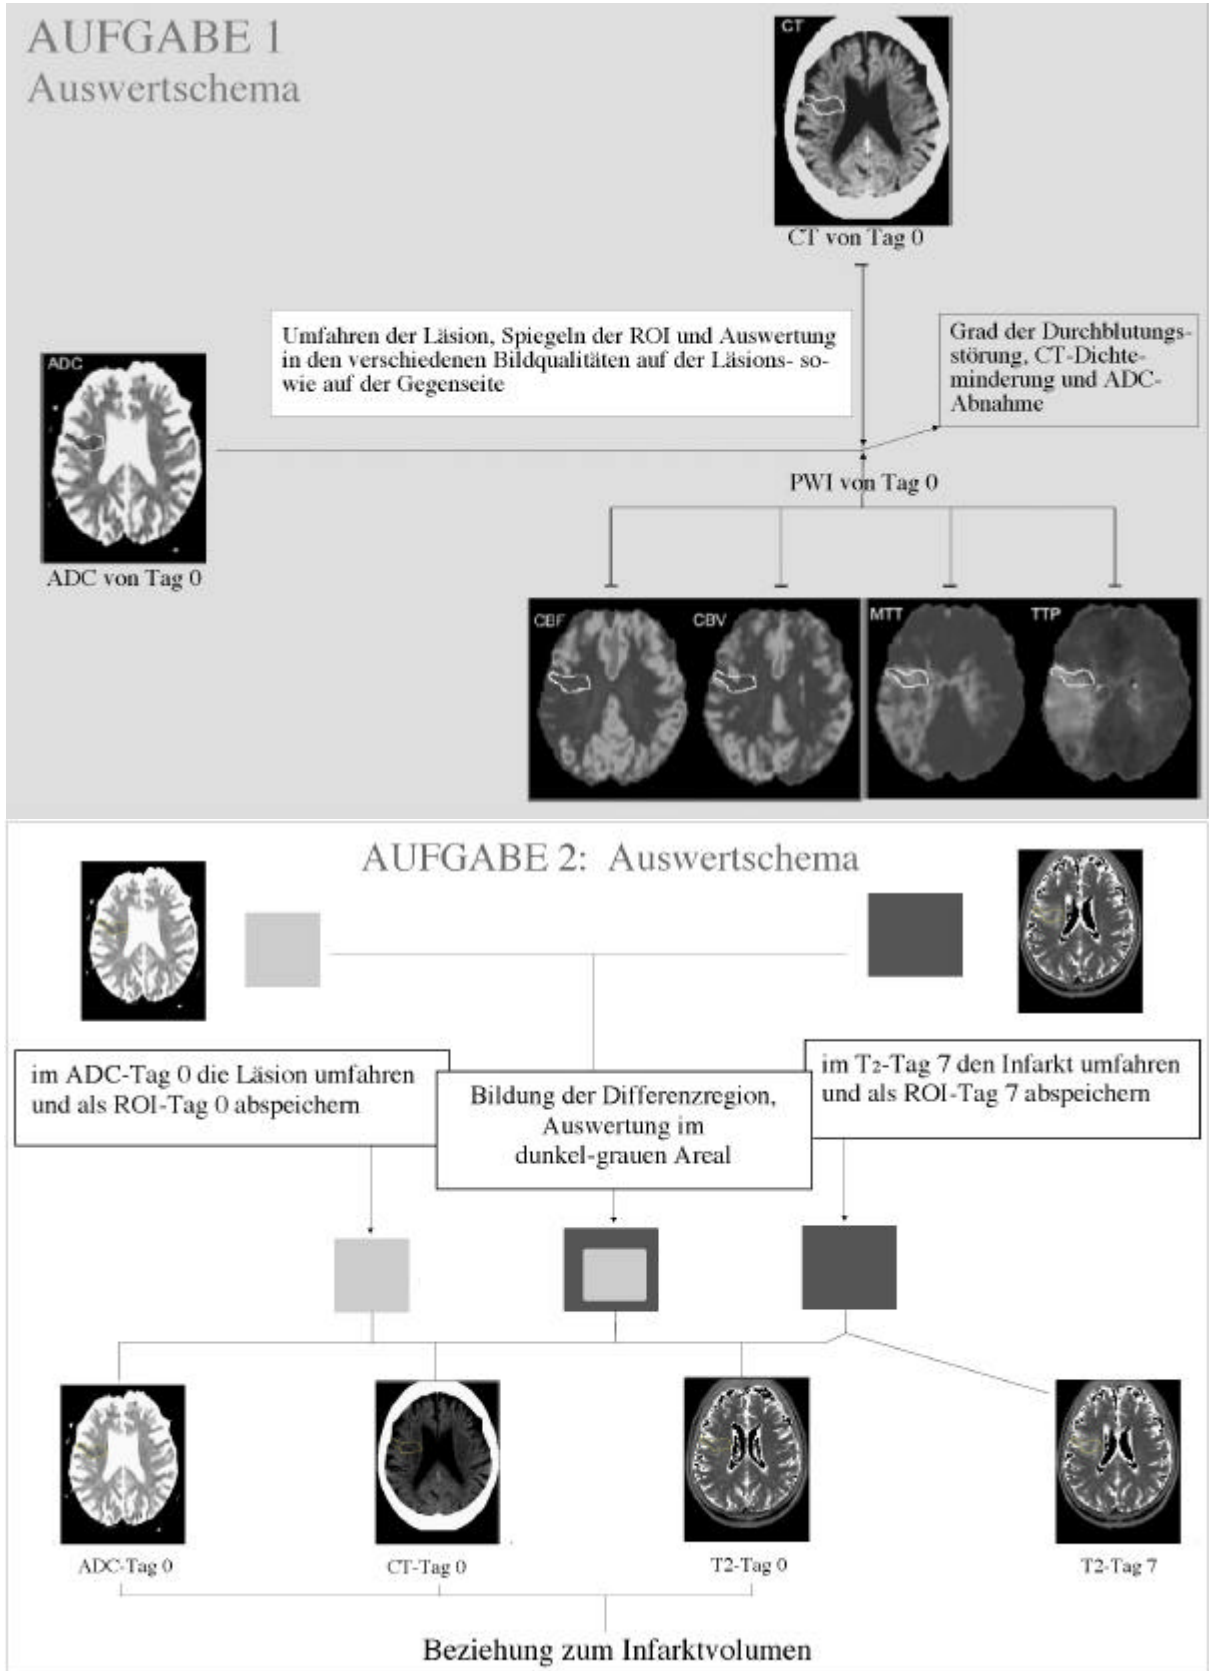 AUFGABE 1
Auswertschema
CT
CT von Tag 0
Umfahren der Läsion, Spiegeln der ROI und Auswertung
in den verschiedenen Bildqualitäten auf der Läsions- so-
wie auf der Gegenseite
Grad der Durchblutungs-
störung, CT-Dichte-
minderung und ADC-
Abnahme
ADC
ADC von Tag 0
PWI von Tag 0
CBF
CBV
MTT
TTP
AUFGABE 2: Auswertschema
im ADC-Tag 0 die Läsion umfahren
und als ROI-Tag 0 abspeichern
Bildung der Differenzregion,
Auswertung im
dunkel-grauen Areal
im T2-Tag 7 den Infarkt umfahren
und als ROI-Tag 7 abspeichern
ADC-Tag 0
CT-Tag 0
T2-Tag 0
T2-Tag 7
Beziehung zum Infarktvolumen